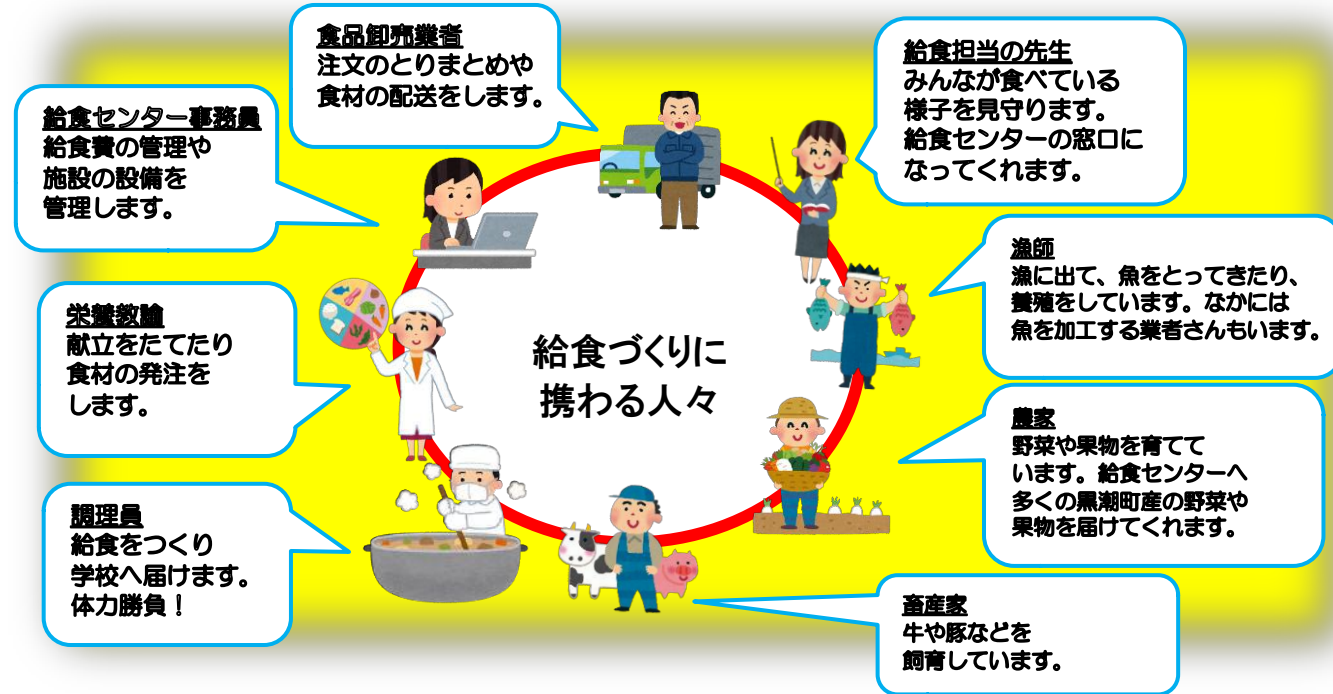 食品卸売業者
注文のとりまとめや
食材の配送をします。
給食担当の先生
みんなが食べている
様子を見守ります。
給食センターの窓口に
なってくれます。
給食センター事務員
給食費の管理や
施設の設備を
管理します。
漁師
漁に出て、魚をとってきたり、
養殖をしています。なかには
魚を加工する業者さんもいます。
栄養教諭
献立をたてたり
食材の発注を
します。
給食づくりに
携わる人々
農家
野菜や果物を育てて
います。給食センターへ
多くの黒潮町産の野菜や
果物を届けてくれます。
調理員
給食をつくり
学校へ届けます。
体力勝負！
畜産家
牛や豚などを
飼育しています。